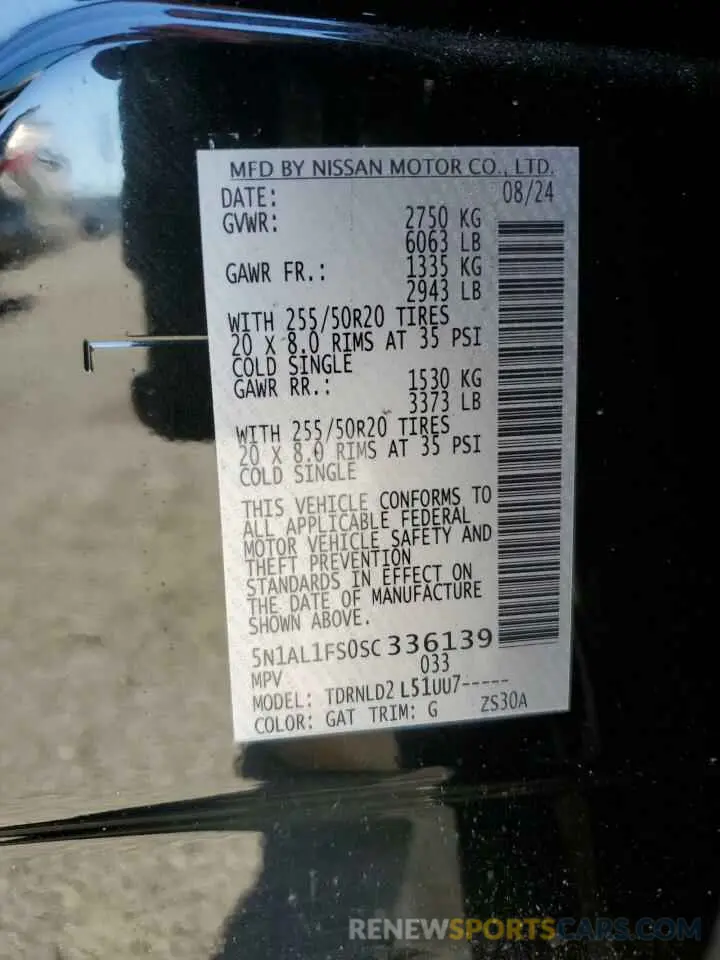 MFD BY NISSAN MOTOR CO., LTD.
DATE: 08/24
GVWR: 2750 KG
6063 LB
GAWR FR.: 1335 KG
2943 LB
WITH 255/50R20 TIRES
20 X 8.0 RIMS AT 35 PSI
COLD SINGLE
GAWR RR.: 1530 KG
3373 LB
WITH 255/50R20 TIRES
20 X 8.0 RIMS AT 35 PSI
COLD SINGLE
THIS VEHICLE CONFORMS TO
ALL APPLICABLE FEDERAL
MOTOR VEHICLE SAFETY AND
THEFT PREVENTION
STANDARDS IN EFFECT ON
THE DATE OF MANUFACTURE
SHOWN ABOVE.
5N1AL1FS0SC336139
MPV 033
MODEL: TDRNLD2 L51UU7-----
COLOR: GAT TRIM: G ZS30A
RENEWSPORTSCARS.COM